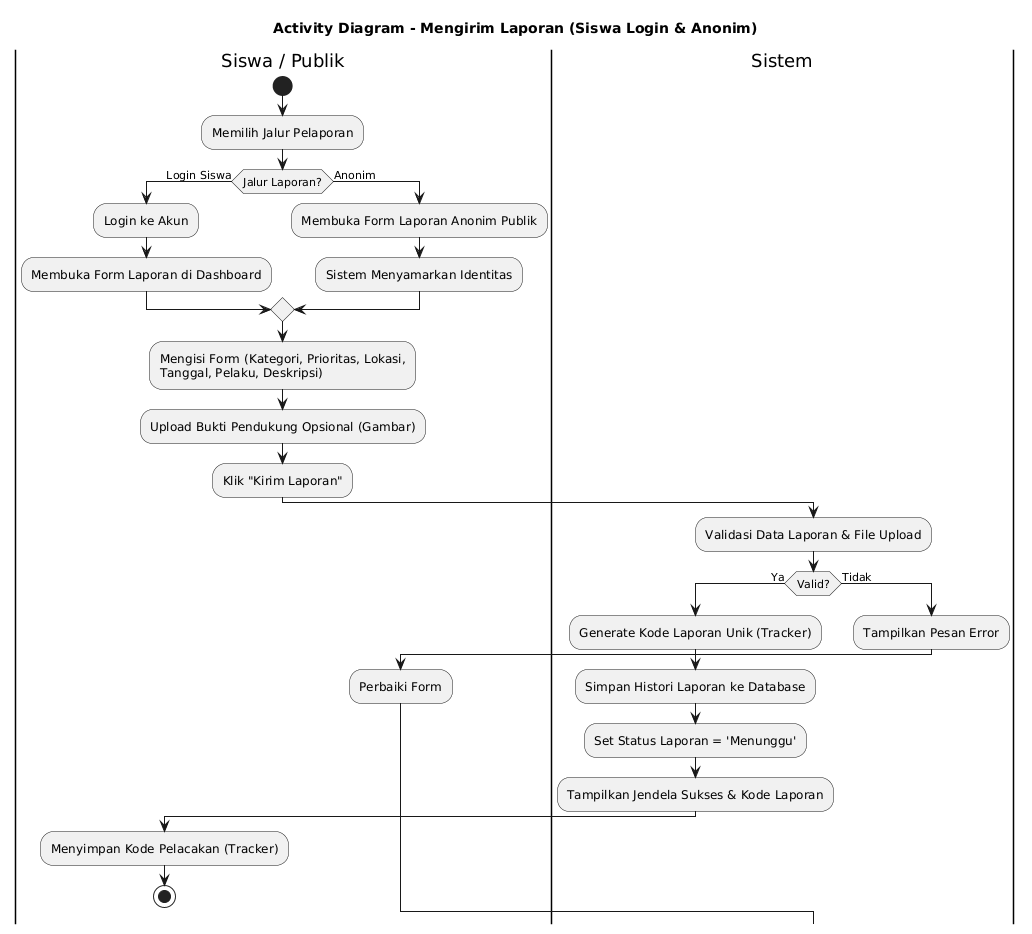 Activity Diagram - Mengirim Laporan (Siswa Login & Anonim)
Siswa / Publik
Sistem
Memilih Jalur Pelaporan
Login Siswa
Jalur Laporan?
Anonim
Login ke Akun
Membuka Form Laporan Anonim Publik
Membuka Form Laporan di Dashboard
Sistem Menyamarkan Identitas
Mengisi Form (Kategori, Prioritas, Lokasi,
Tanggal, Pelaku, Deskripsi)
Upload Bukti Pendukung Opsional (Gambar)
Klik "Kirim Laporan"
Validasi Data Laporan & File Upload
Ya
Valid?
Tidak
Generate Kode Laporan Unik (Tracker)
Tampilkan Pesan Error
Perbaiki Form
Simpan Histori Laporan ke Database
Set Status Laporan = 'Menunggu'
Tampilkan Jendela Sukses & Kode Laporan
Menyimpan Kode Pelacakan (Tracker)